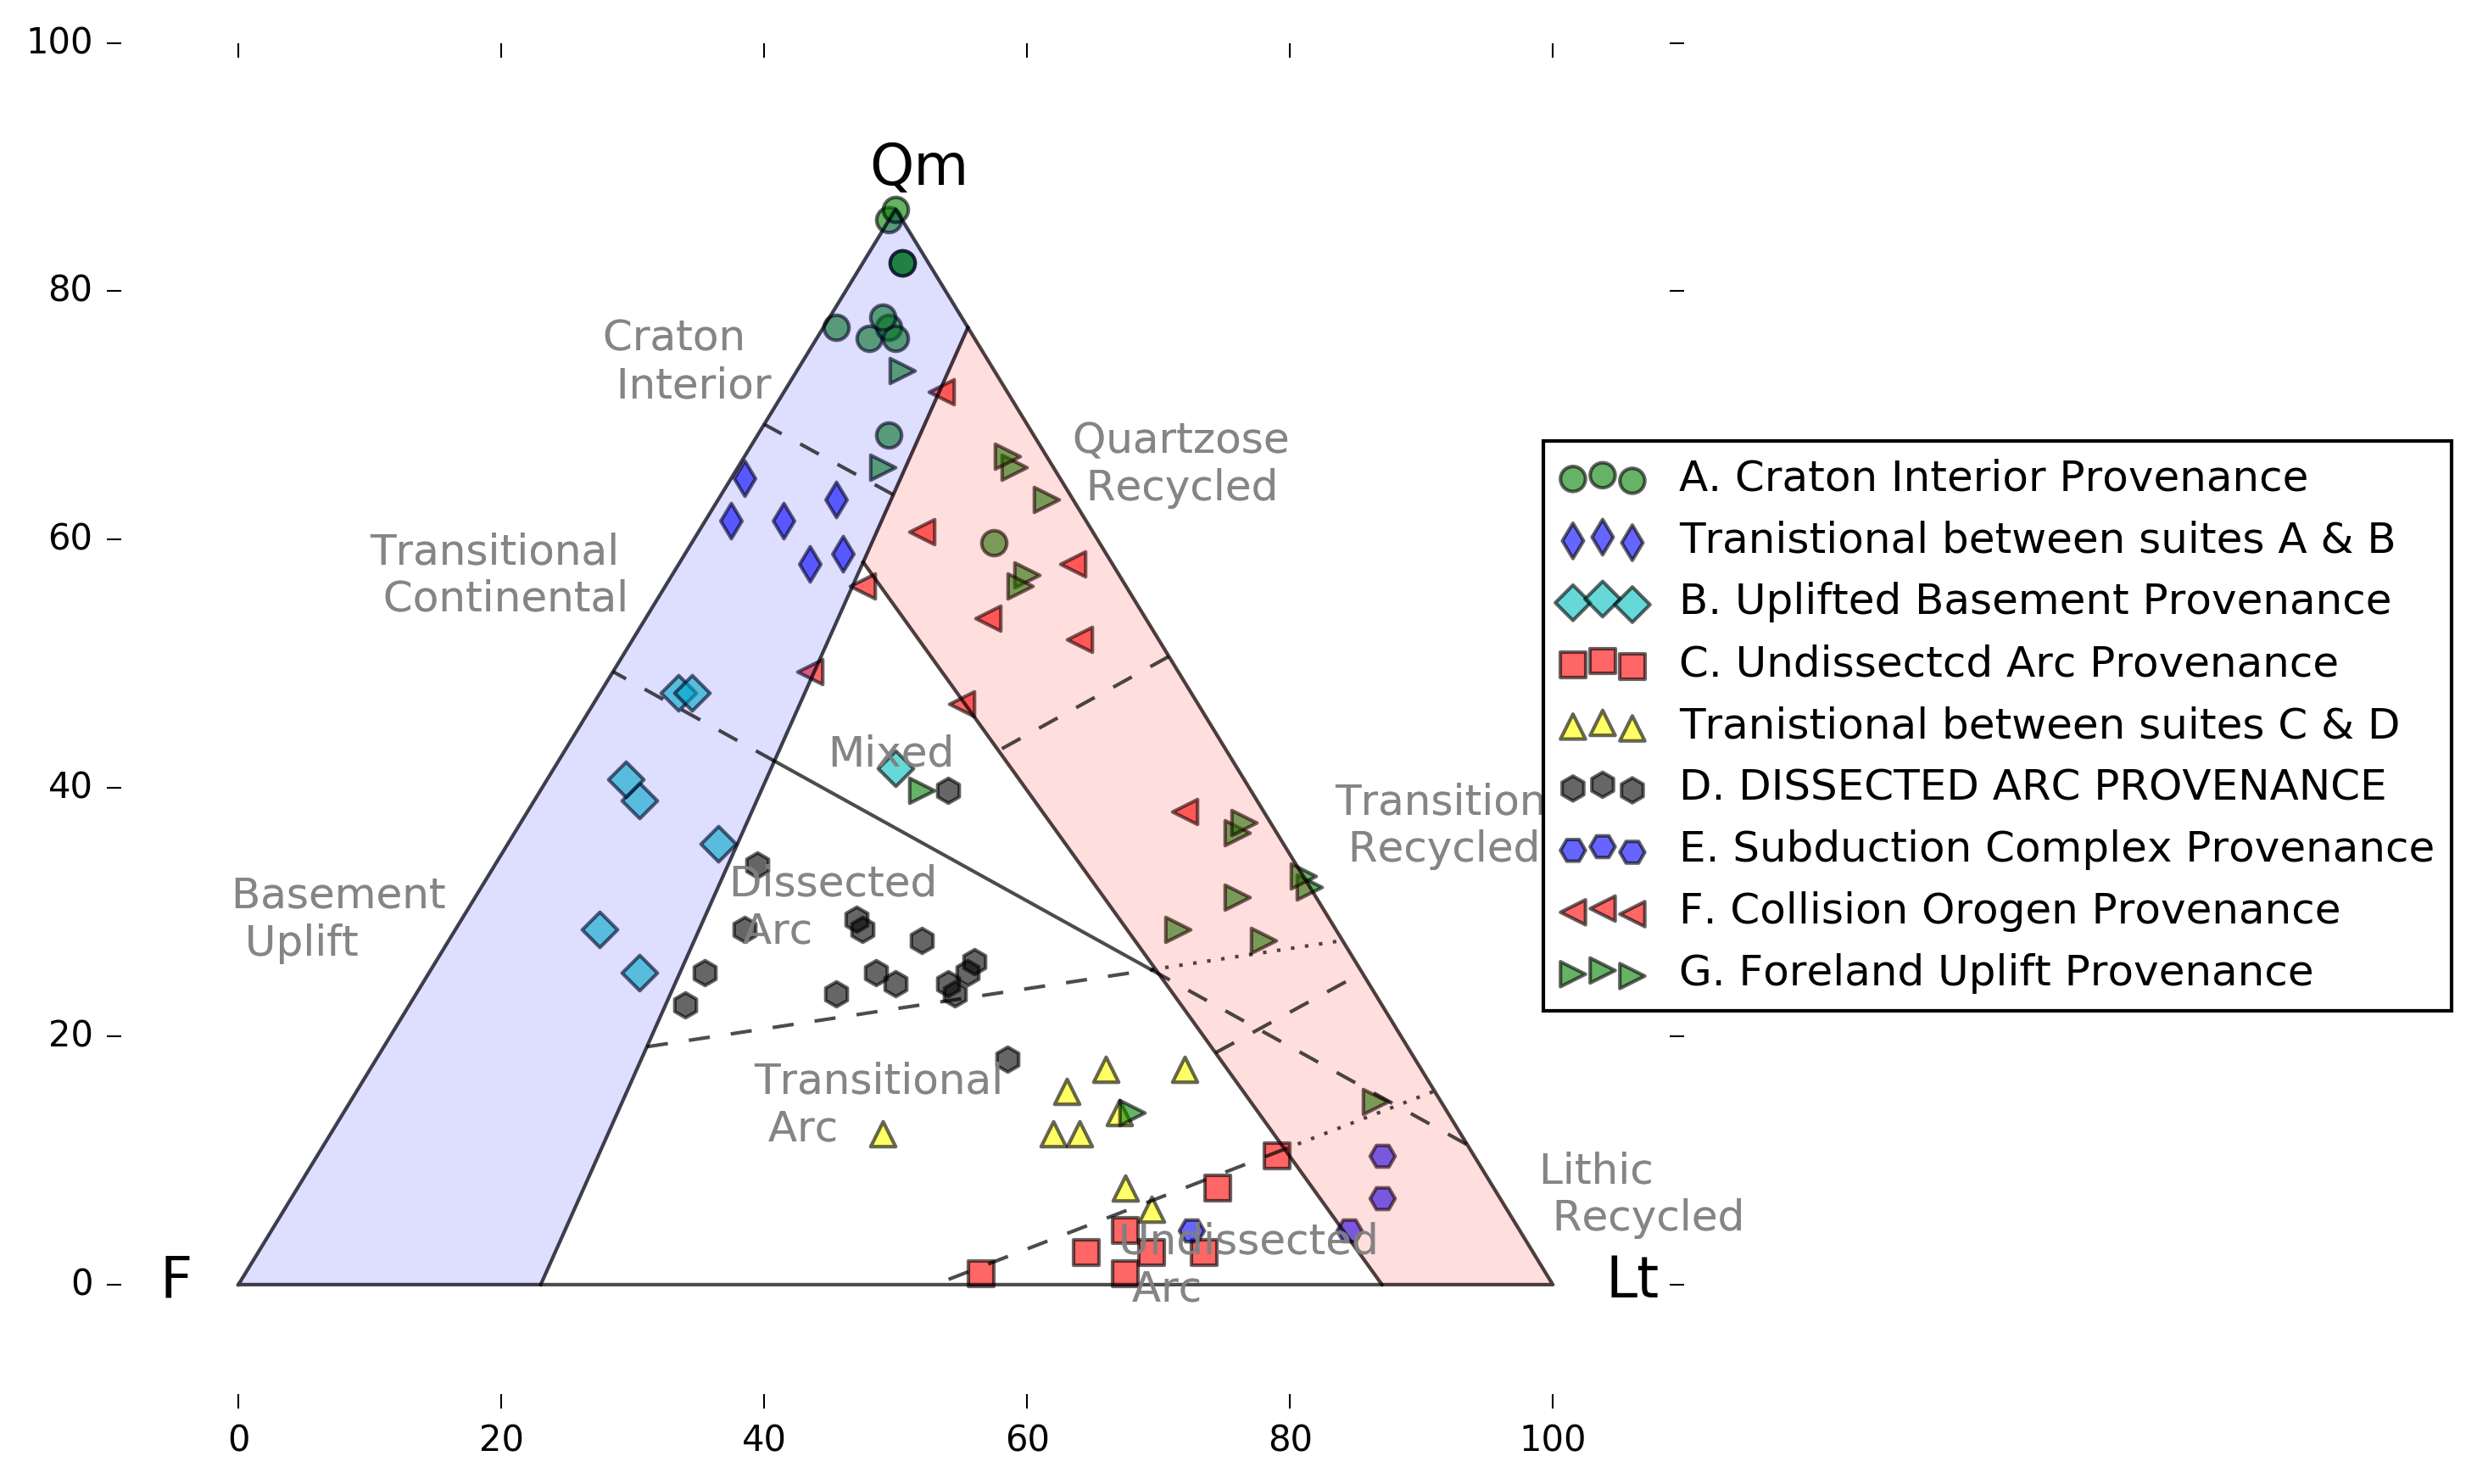 100
80
60
40
20
0
Qm
Craton
Interior
Quartzose
Recycled
Transitional
Continental
Mixed
Transition
Recycled
Basement
Uplift
Dissected
Arc
Transitional
Arc
Lithic
Recycled
Undissected
Arc
F
Lt
0 20 40 60 80 100
A. Craton Interior Provenance
Tranistional between suites A & B
B. Uplifted Basement Provenance
C. Undissectcd Arc Provenance
Tranistional between suites C & D
D. DISSECTED ARC PROVENANCE
E. Subduction Complex Provenance
F. Collision Orogen Provenance
G. Foreland Uplift Provenance